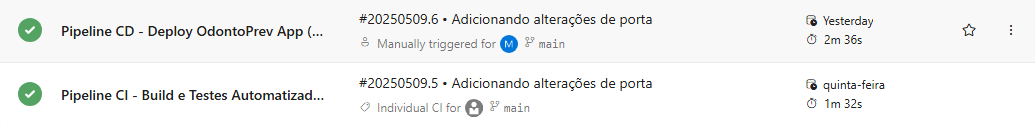 Pipeline CD - Deploy OdontoPrev App (...
#20250509.6 • Adicionando alterações de porta
Manually triggered for M main
Yesterday
2m 36s
Pipeline CI - Build e Testes Automatizad...
#20250509.5 • Adicionando alterações de porta
Individual CI for main
quinta-feira
1m 32s